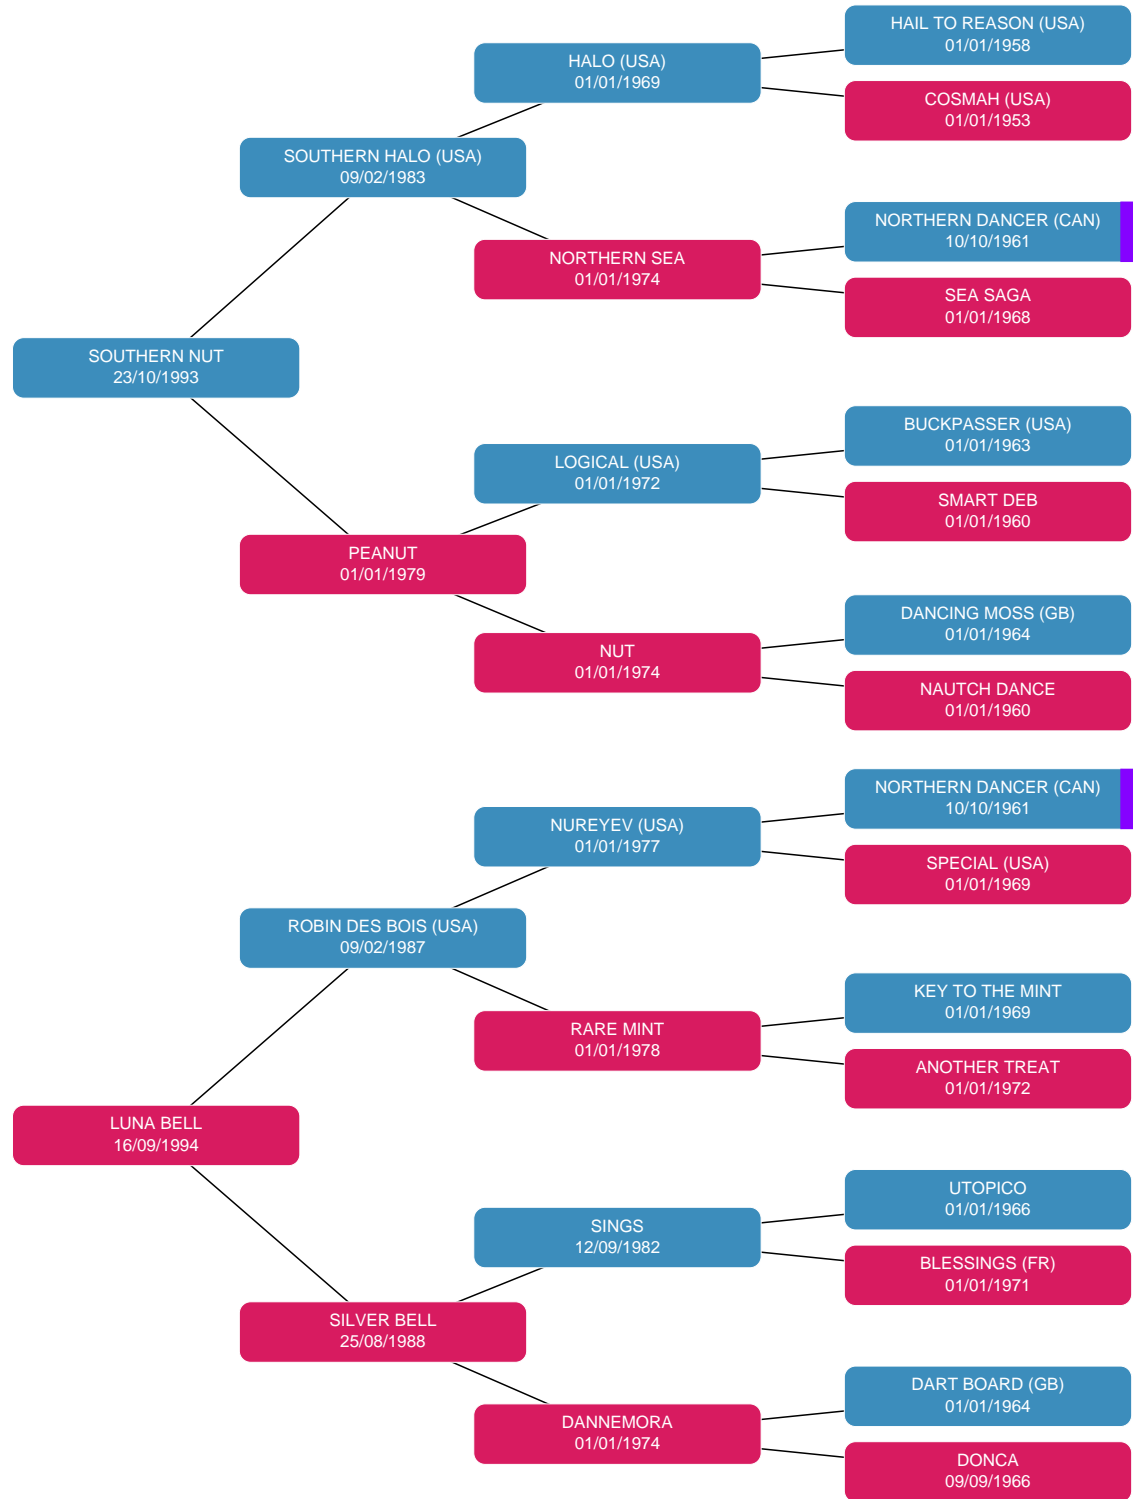 HAIL TO REASON (USA)
01/01/1958
HALO (USA)
01/01/1969
COSMAH (USA)
01/01/1953
SOUTHERN HALO (USA)
09/02/1983
NORTHERN DANCER (CAN)
10/10/1961
NORTHERN SEA
01/01/1974
SEA SAGA
01/01/1968
SOUTHERN NUT
23/10/1993
BUCKPASSER (USA)
01/01/1963
LOGICAL (USA)
01/01/1972
SMART DEB
01/01/1960
PEANUT
01/01/1979
DANCING MOSS (GB)
01/01/1964
NUT
01/01/1974
NAUTCH DANCE
01/01/1960
NORTHERN DANCER (CAN)
10/10/1961
NUREYEV (USA)
01/01/1977
SPECIAL (USA)
01/01/1969
ROBIN DES BOIS (USA)
09/02/1987
KEY TO THE MINT
01/01/1969
RARE MINT
01/01/1978
ANOTHER TREAT
01/01/1972
LUNA BELL
16/09/1994
UTOPICO
01/01/1966
SINGS
12/09/1982
BLESSINGS (FR)
01/01/1971
SILVER BELL
25/08/1988
DART BOARD (GB)
01/01/1964
DANNEMORA
01/01/1974
DONCA
09/09/1966